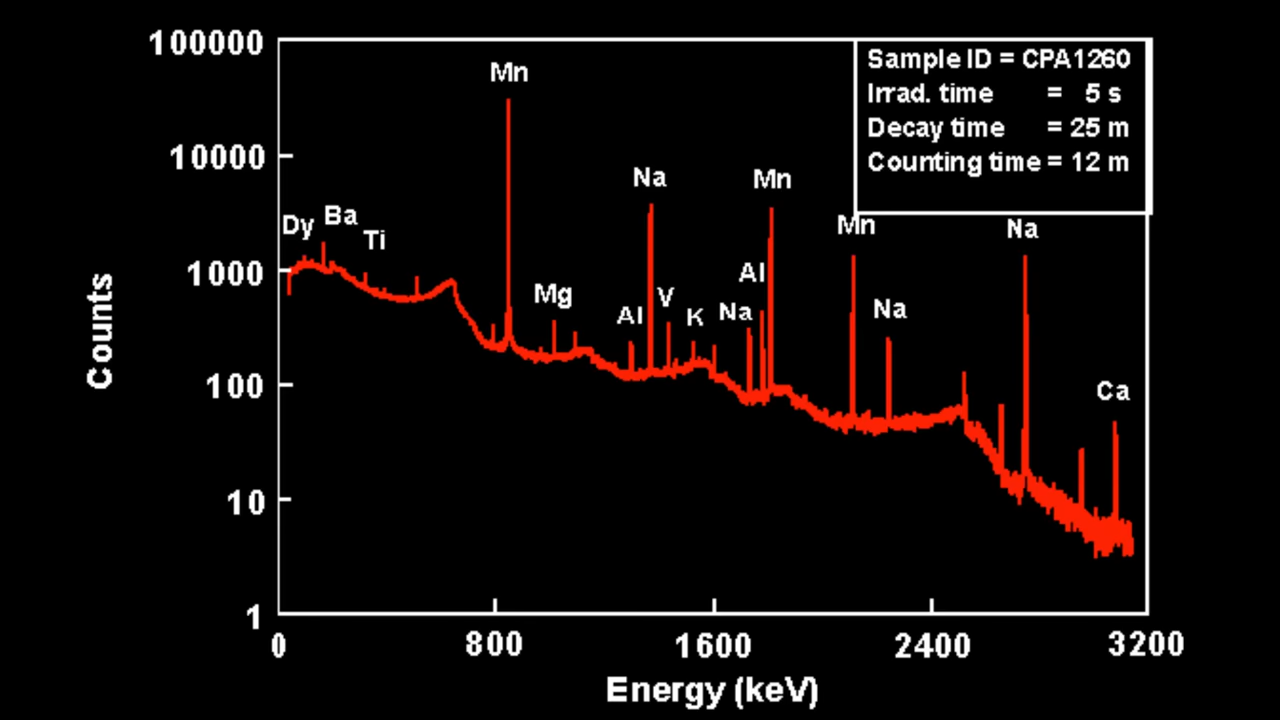 100000
10000
1000
100
10
1
Counts
Sample ID = CPA1260
Irrad. time = 5 s
Decay time = 25 m
Counting time = 12 m
Mn
Na
Mn
Dy
Ba
Ti
Mn
Na
Al
Mg
V
Al
K
Na
Na
Ca
0
800
1600
2400
3200
Energy (keV)